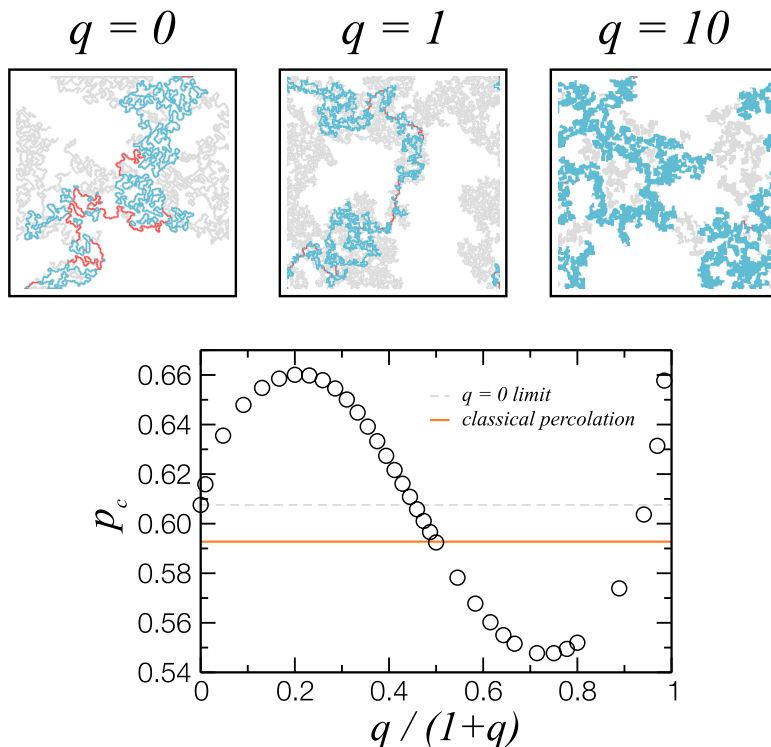 q = 0 q = 1 q = 10
0.66
0.64
0.62
0.60
0.58
0.56
0.54
p_c
q = 0 limit
classical percolation
0 0.2 0.4 0.6 0.8 1
q / (1+q)